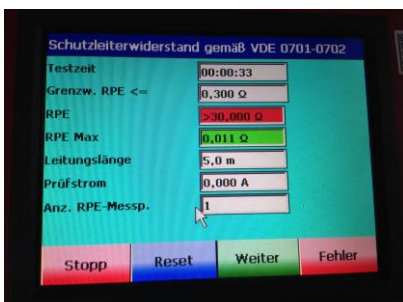 Schutzleiterwiderstand gemäß VDE 0701-0702
Testzeit 00:00:33
Grenzw. RPE <= 0,300 Ω
RPE >30,000 Ω
RPE Max 0,011 Ω
Leitungslänge 5,0 m
Prüfstrom 0,000 A
Anz. RPE-Messp. 1
Stopp Reset Weiter Fehler